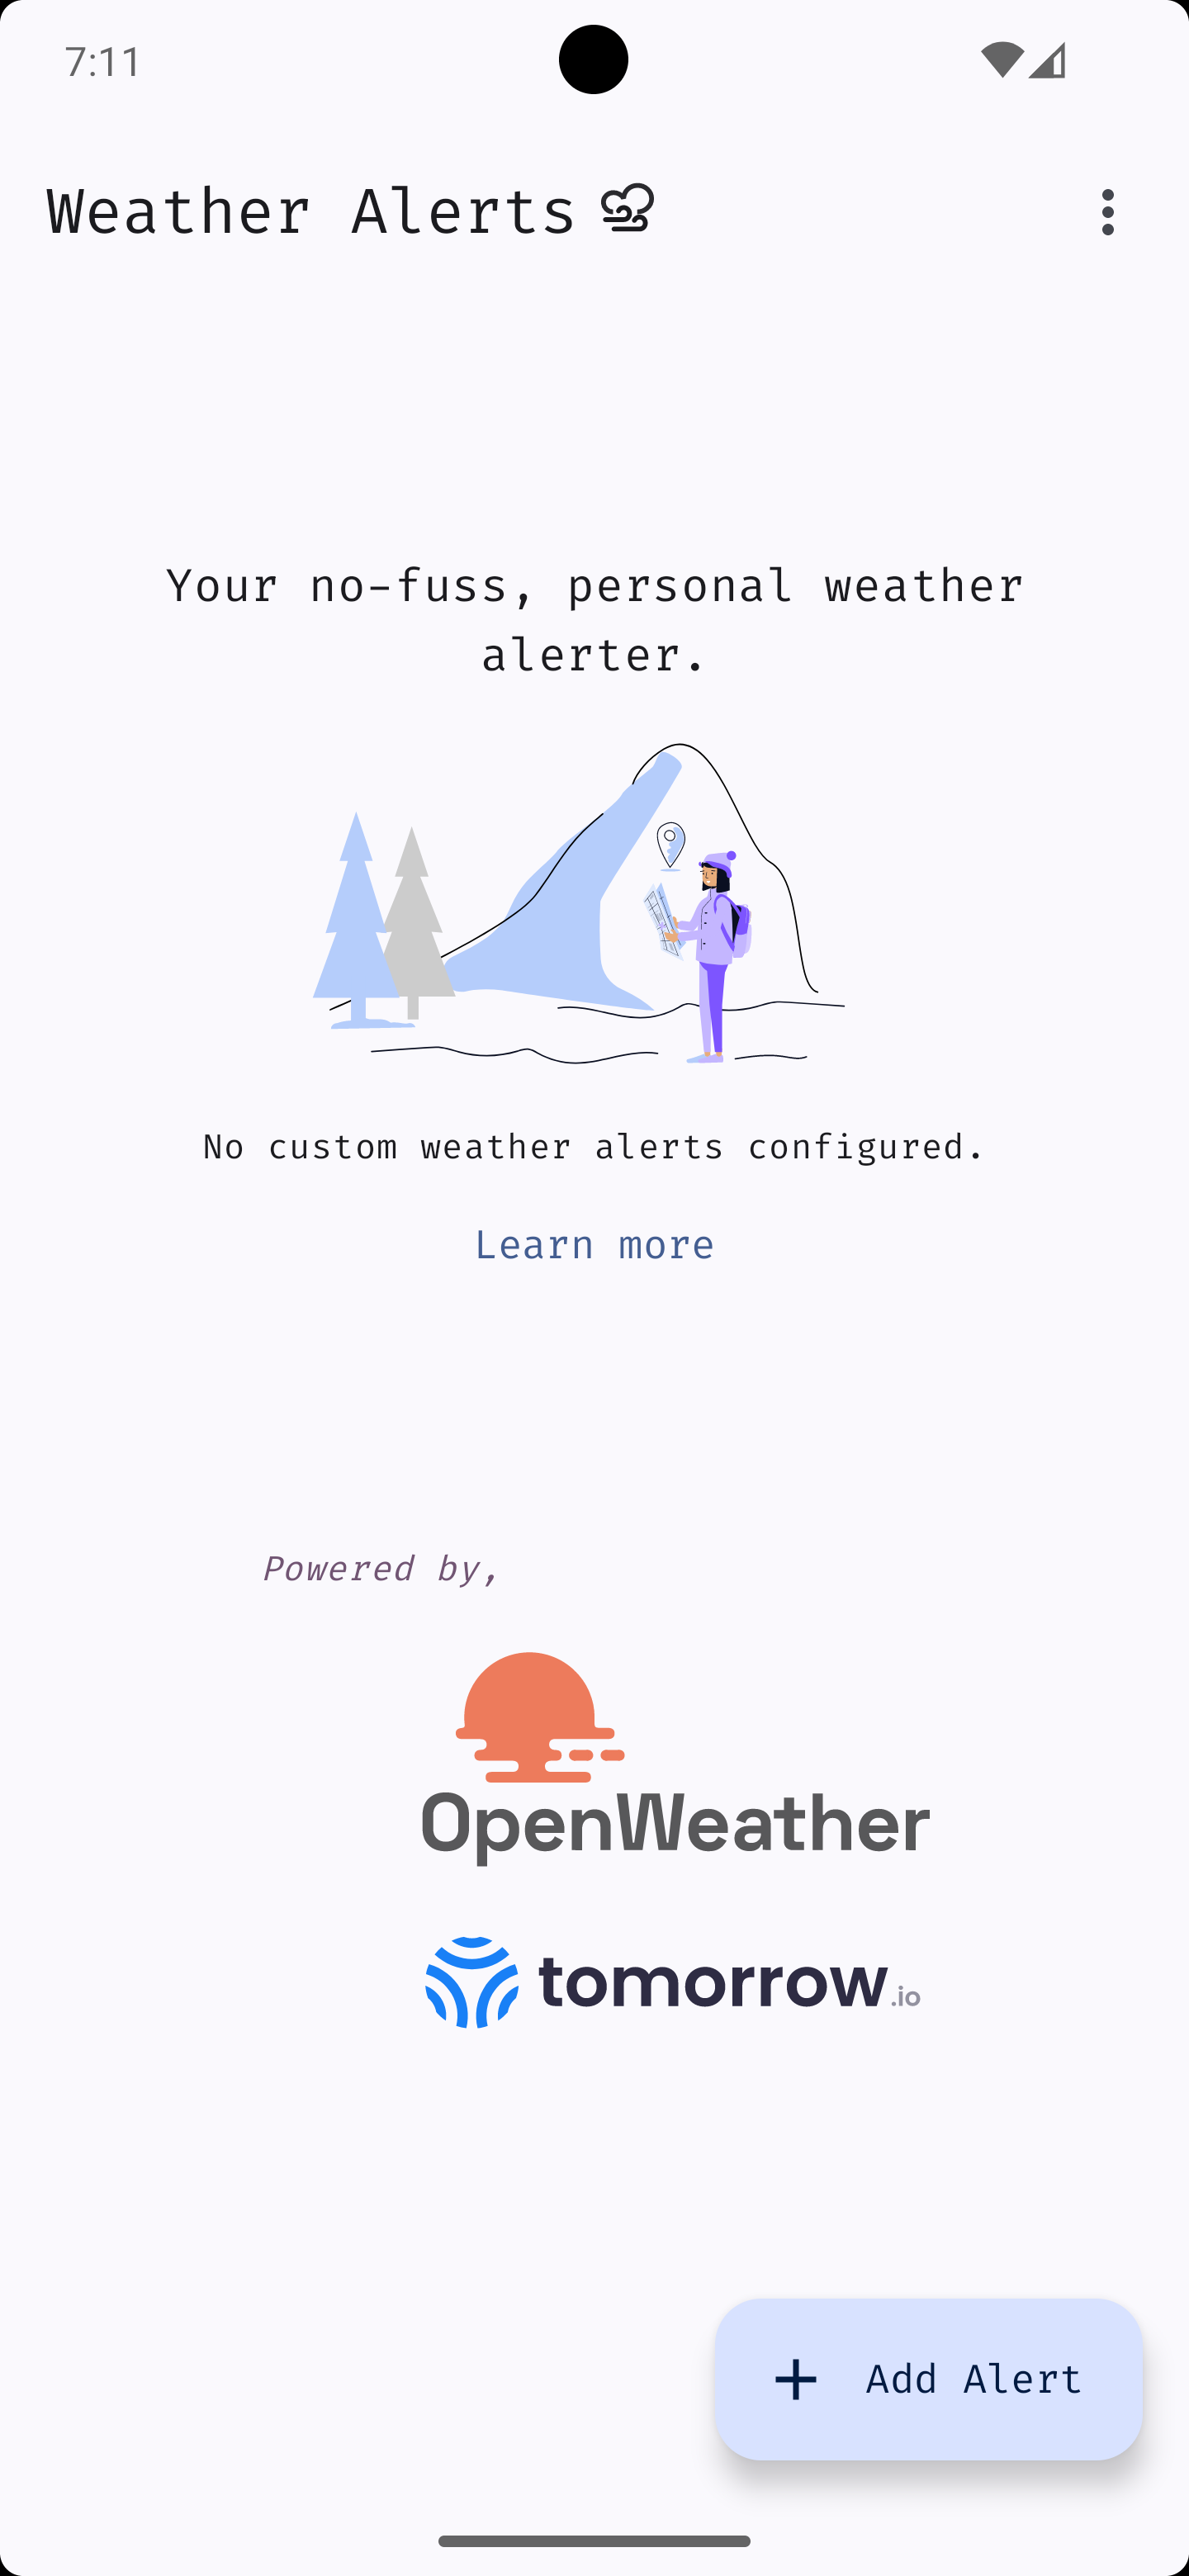 7:11
Weather Alerts
Your no-fuss, personal weather
alerter.
No custom weather alerts configured.
Learn more
Powered by,
OpenWeather
tomorrow.io
+ Add Alert